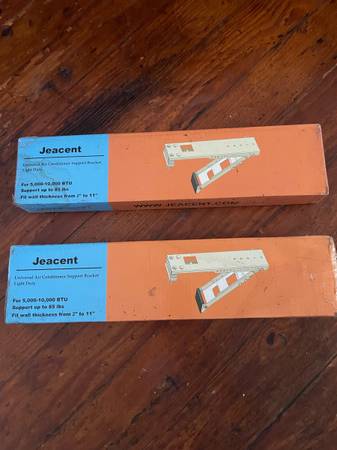 Jeacent
Universal Air Conditioner Support Bracket
Light Duty
For 5,000-10,000 BTU
Support up to 85 lbs
Fit wall thickness from 2" to 11"
WWW.JEACENT.COM
Jeacent
Universal Air Conditioner Support Bracket
Light Duty
For 5,000-10,000 BTU
Support up to 85 lbs
Fit wall thickness from 2" to 11"